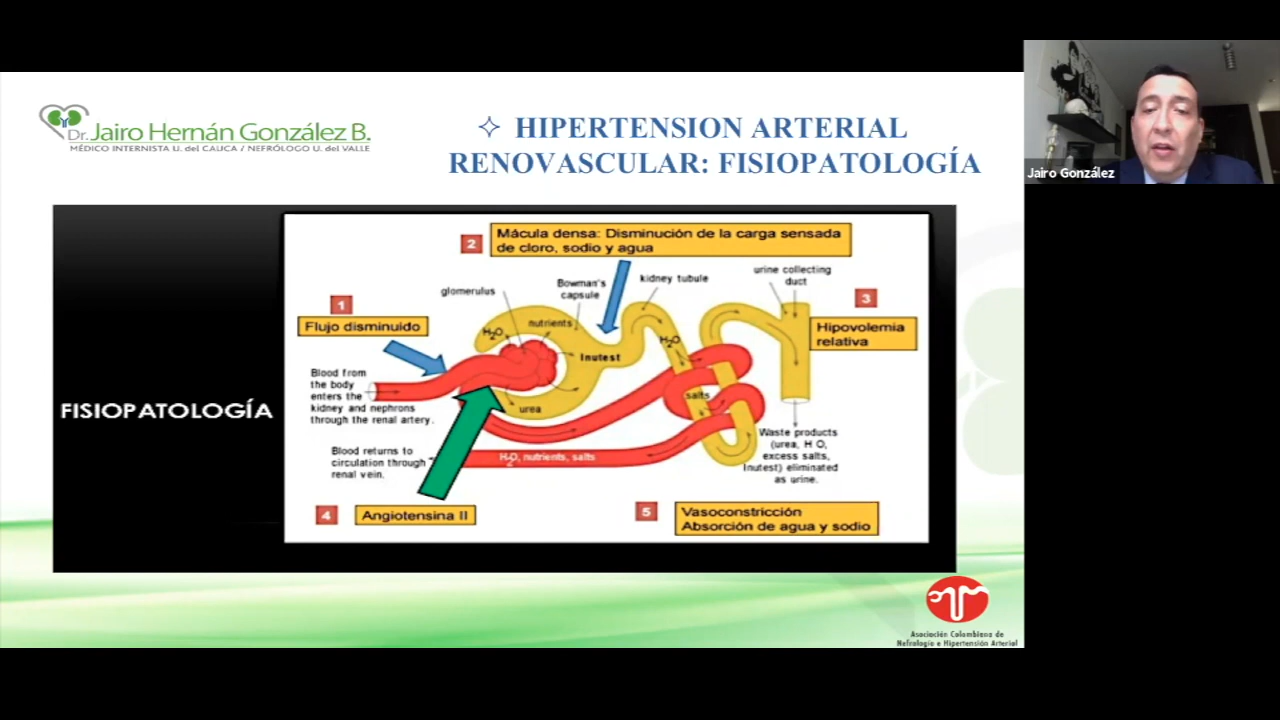 Dr. Jairo Hernán González B.
MÉDICO INTERNISTA U. del CAUCA / NEFRÓLOGO U. del VALLE
HIPERTENSION ARTERIAL
RENOVASCULAR: FISIOPATOLOGÍA
Jairo González
FISIOPATOLOGÍA
2
Mácula densa: Disminución de la carga sensada
de cloro, sodio y agua
1
Flujo disminuido
glomerulus
Bowman's
capsule
kidney tubule
urine collecting
duct
3
Hipovolemia
relativa
H2O
nutrients
Inutest
H2O
Blood from
the body
enters the
kidney and nephrons
through the renal artery.
urea
salts
Blood returns to
circulation through
renal vein.
H2O, nutrients, salts
Waste products
(urea, H O,
excess salts,
Inutest) eliminated
as urine.
4
Angiotensina II
5
Vasoconstricción
Absorción de agua y sodio
Asociación Colombiana de
Nefrología e Hipertensión Arterial